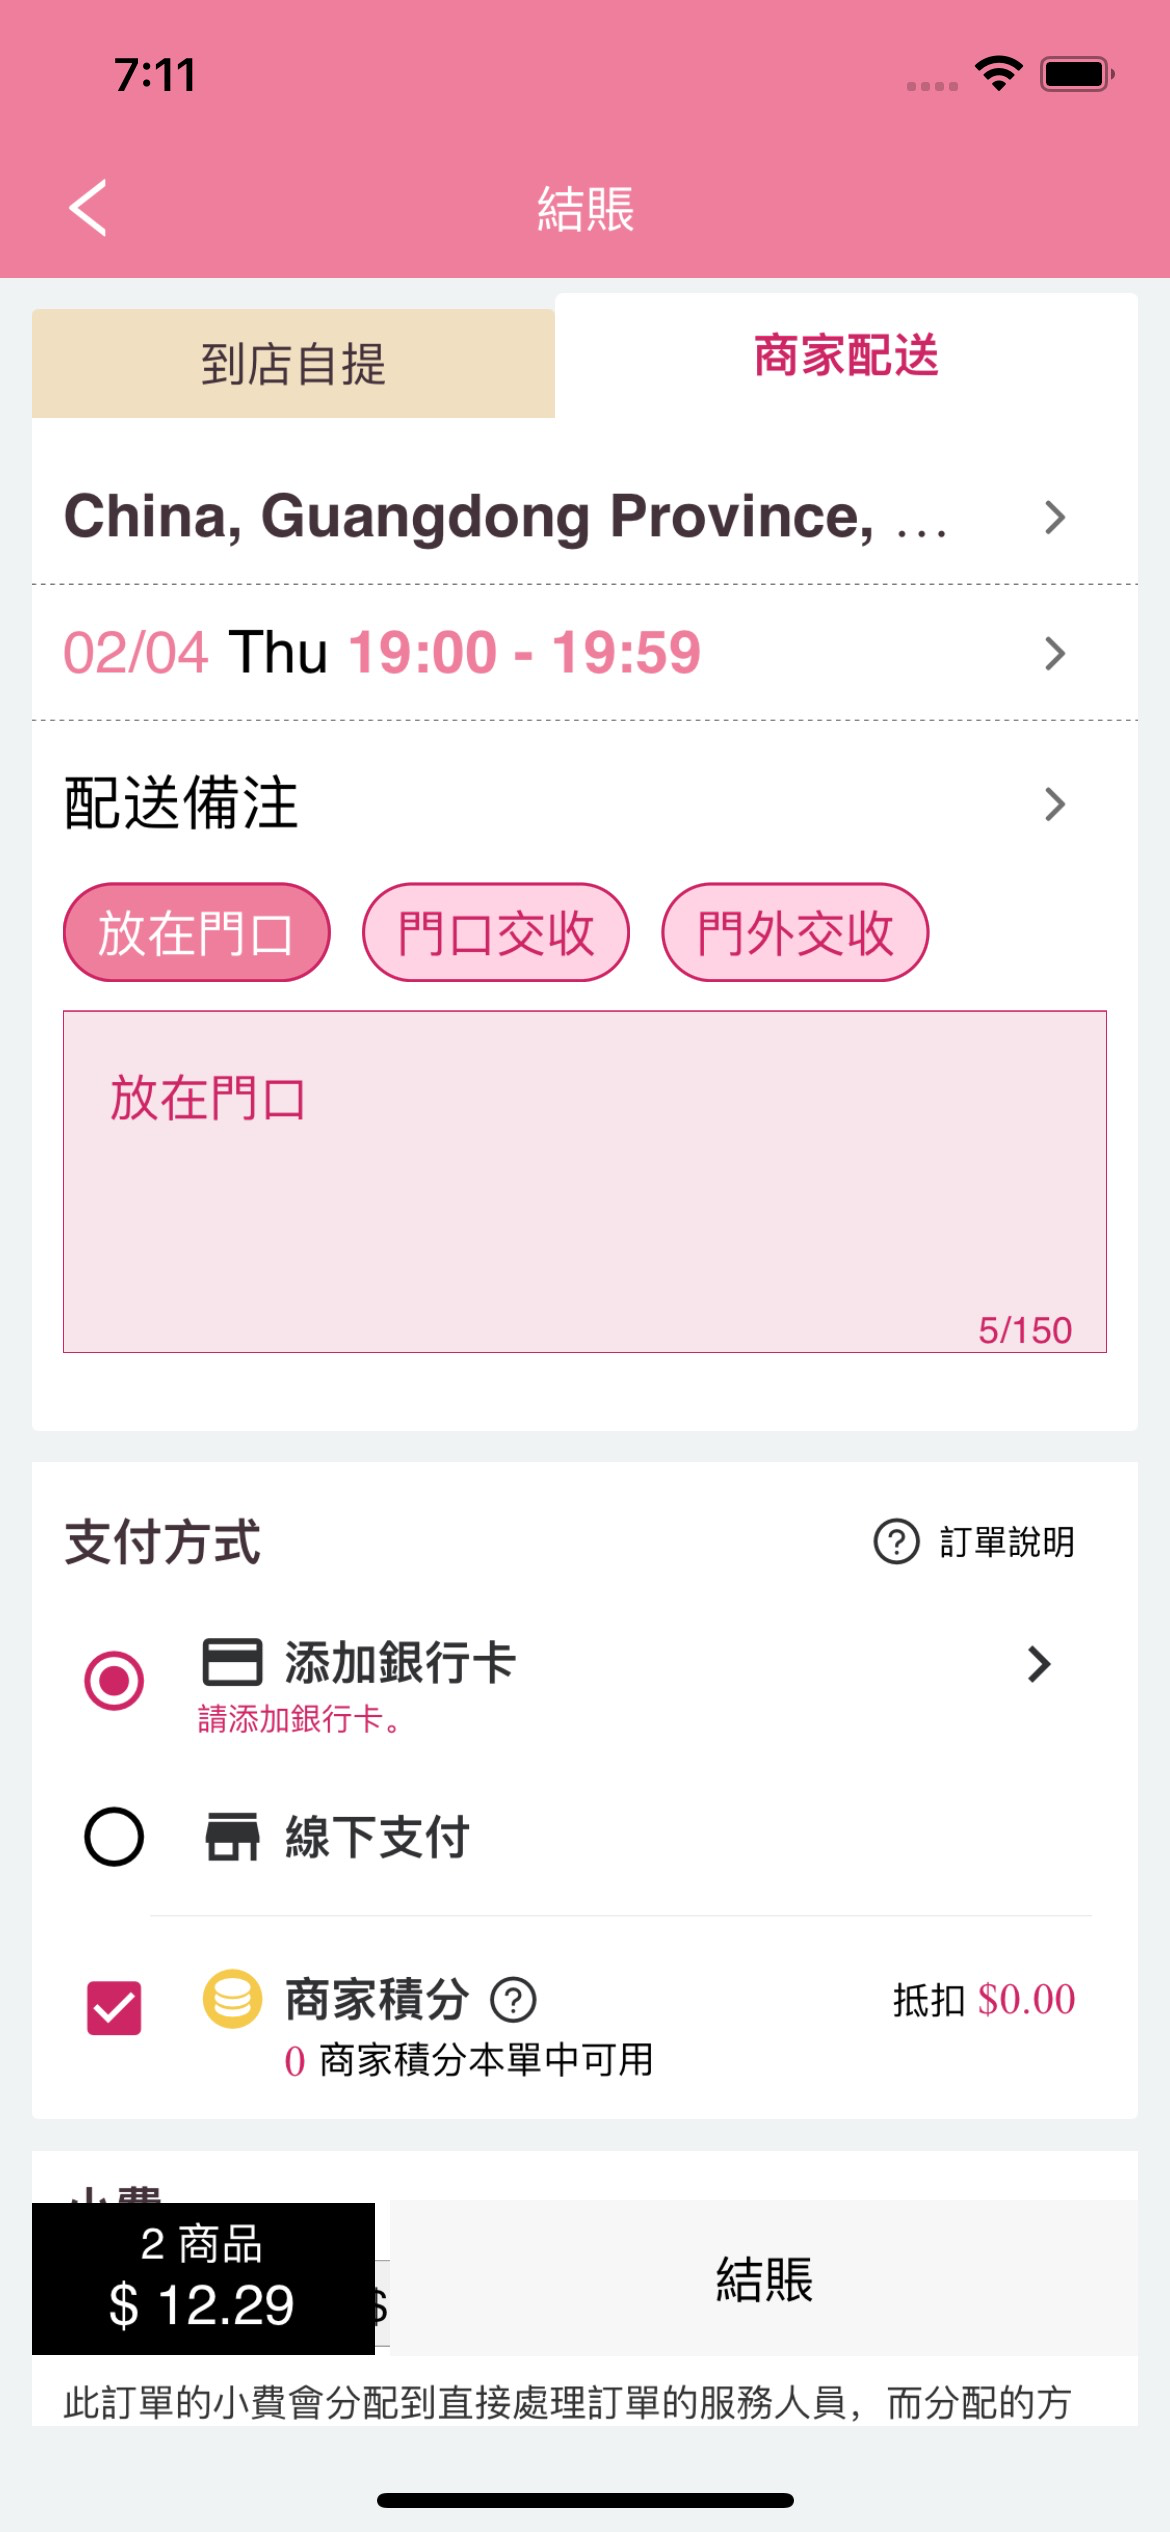 7:11
結賬
到店自提
商家配送
China, Guangdong Province, ...
02/04 Thu 19:00 - 19:59
配送備注
放在門口 門口交收 門外交收
放在門口
5/150
支付方式
訂單說明
添加銀行卡
請添加銀行卡。
線下支付
商家積分
抵扣 $0.00
0 商家積分本單中可用
小費
2 商品
$ 12.29
$
結賬
此訂單的小費會分配到直接處理訂單的服務人員，而分配的方